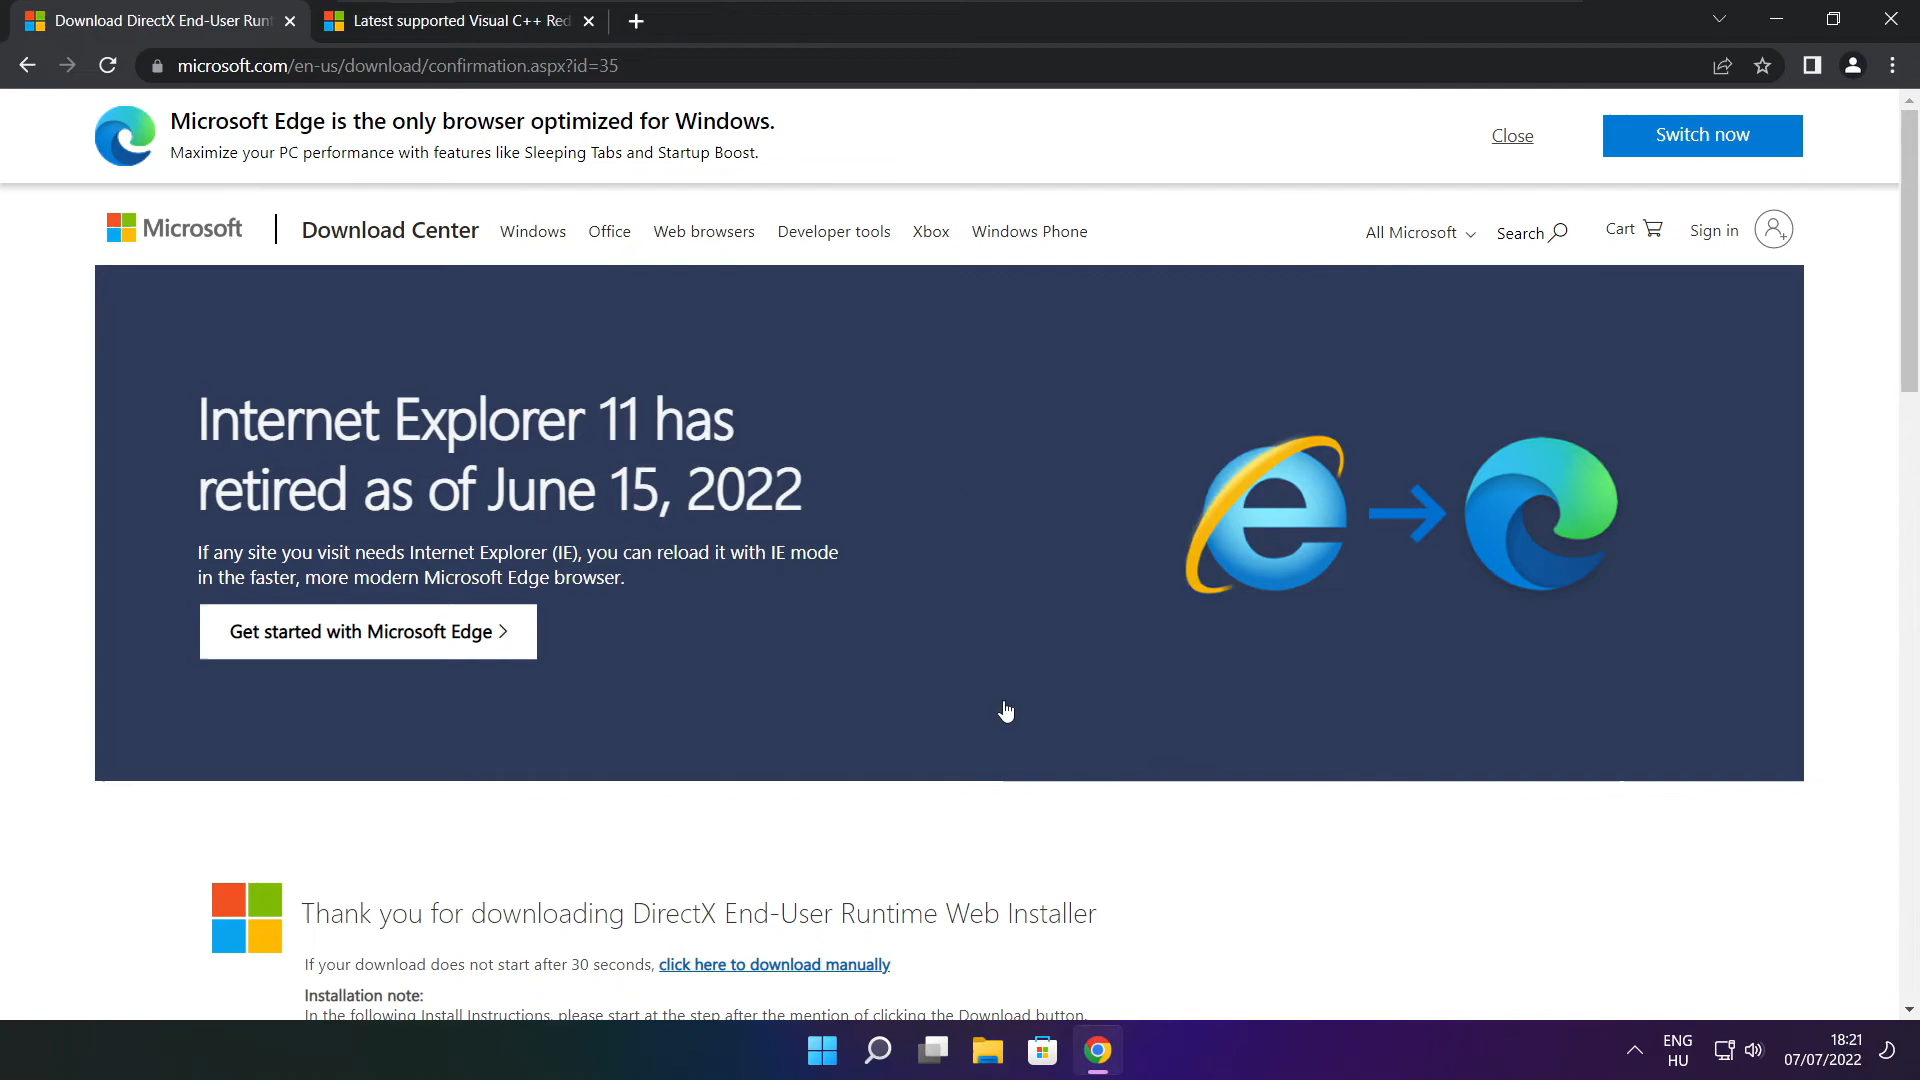 Download DirectX End-User Runt
Latest supported Visual C++ Red
microsoft.com/en-us/download/confirmation.aspx?id=35
Microsoft Edge is the only browser optimized for Windows.
Maximize your PC performance with features like Sleeping Tabs and Startup Boost.
Close
Switch now
Microsoft
Download Center
Windows
Office
Web browsers
Developer tools
Xbox
Windows Phone
All Microsoft
Search
Cart
Sign in
Internet Explorer 11 has
retired as of June 15, 2022
If any site you visit needs Internet Explorer (IE), you can reload it with IE mode
in the faster, more modern Microsoft Edge browser.
Get started with Microsoft Edge >
Thank you for downloading DirectX End-User Runtime Web Installer
If your download does not start after 30 seconds, click here to download manually
Installation note:
In the following Install Instructions, please start at the step after the mention of clicking the Download button.
ENG
HU
18:21
07/07/2022